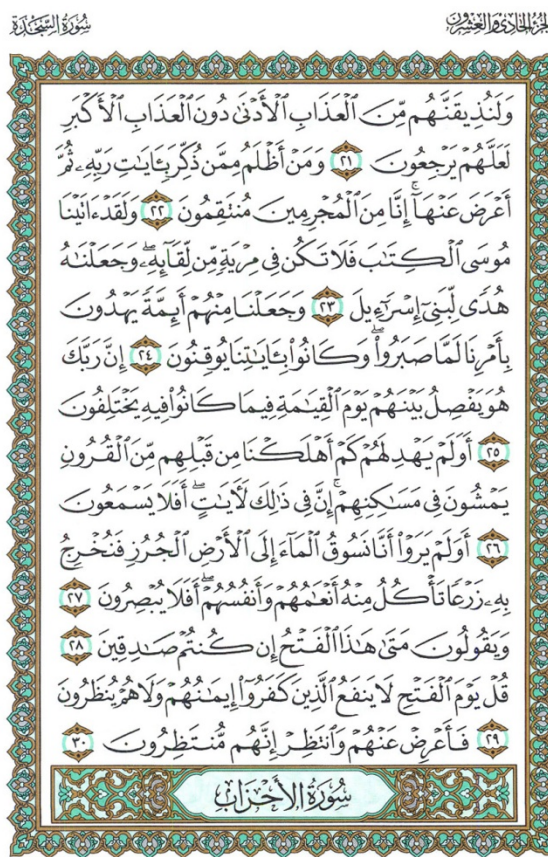 الجزء الحادي والعشرون
سُورَةُ السَّجْدَةِ
وَلَنُذِيقَنَّهُم مِّنَ ٱلْعَذَابِ ٱلْأَدْنَىٰ دُونَ ٱلْعَذَابِ ٱلْأَكْبَرِ
لَعَلَّهُمْ يَرْجِعُونَ ٢١ وَمَنْ أَظْلَمُ مِمَّن ذُكِّرَ بِـَٔايَـٰتِ رَبِّهِۦ ثُمَّ
أَعْرَضَ عَنْهَآ ۚ إِنَّا مِنَ ٱلْمُجْرِمِينَ مُنتَقِمُونَ ٢٢ وَلَقَدْ ءَاتَيْنَا
مُوسَى ٱلْكِتَـٰبَ فَلَا تَكُن فِى مِرْيَةٍ مِّن لِّقَآئِهِۦ ۖ وَجَعَلْنَـٰهُ
هُدًى لِّبَنِىٓ إِسْرَٰٓءِيلَ ٢٣ وَجَعَلْنَا مِنْهُمْ أَئِمَّةً يَهْدُونَ
بِأَمْرِنَا لَمَّا صَبَرُوا۟ ۖ وَكَانُوا۟ بِـَٔايَـٰتِنَا يُوقِنُونَ ٢٤ إِنَّ رَبَّكَ
هُوَ يَفْصِلُ بَيْنَهُمْ يَوْمَ ٱلْقِيَـٰمَةِ فِيمَا كَانُوا۟ فِيهِ يَخْتَلِفُونَ
٢٥ أَوَلَمْ يَهْدِ لَهُمْ كَمْ أَهْلَكْنَا مِن قَبْلِهِم مِّنَ ٱلْقُرُونِ
يَمْشُونَ فِى مَسَـٰكِنِهِمْ ۚ إِنَّ فِى ذَٰلِكَ لَـَٔايَـٰتٍ ۖ أَفَلَا يَسْمَعُونَ
٢٦ أَوَلَمْ يَرَوْا۟ أَنَّا نَسُوقُ ٱلْمَآءَ إِلَى ٱلْأَرْضِ ٱلْجُرُزِ فَنُخْرِجُ
بِهِۦ زَرْعًا تَأْكُلُ مِنْهُ أَنْعَـٰمُهُمْ وَأَنفُسُهُمْ ۖ أَفَلَا يُبْصِرُونَ ٢٧
وَيَقُولُونَ مَتَىٰ هَـٰذَا ٱلْفَتْحُ إِن كُنتُمْ صَـٰدِقِينَ ٢٨
قُلْ يَوْمَ ٱلْفَتْحِ لَا يَنفَعُ ٱلَّذِينَ كَفَرُوٓا۟ إِيمَـٰنُهُمْ وَلَا هُمْ يُنظَرُونَ
٢٩ فَأَعْرِضْ عَنْهُمْ وَٱنتَظِرْ إِنَّهُم مُّنتَظِرُونَ ٣٠
سُورَةُ الأَحْزَابِ